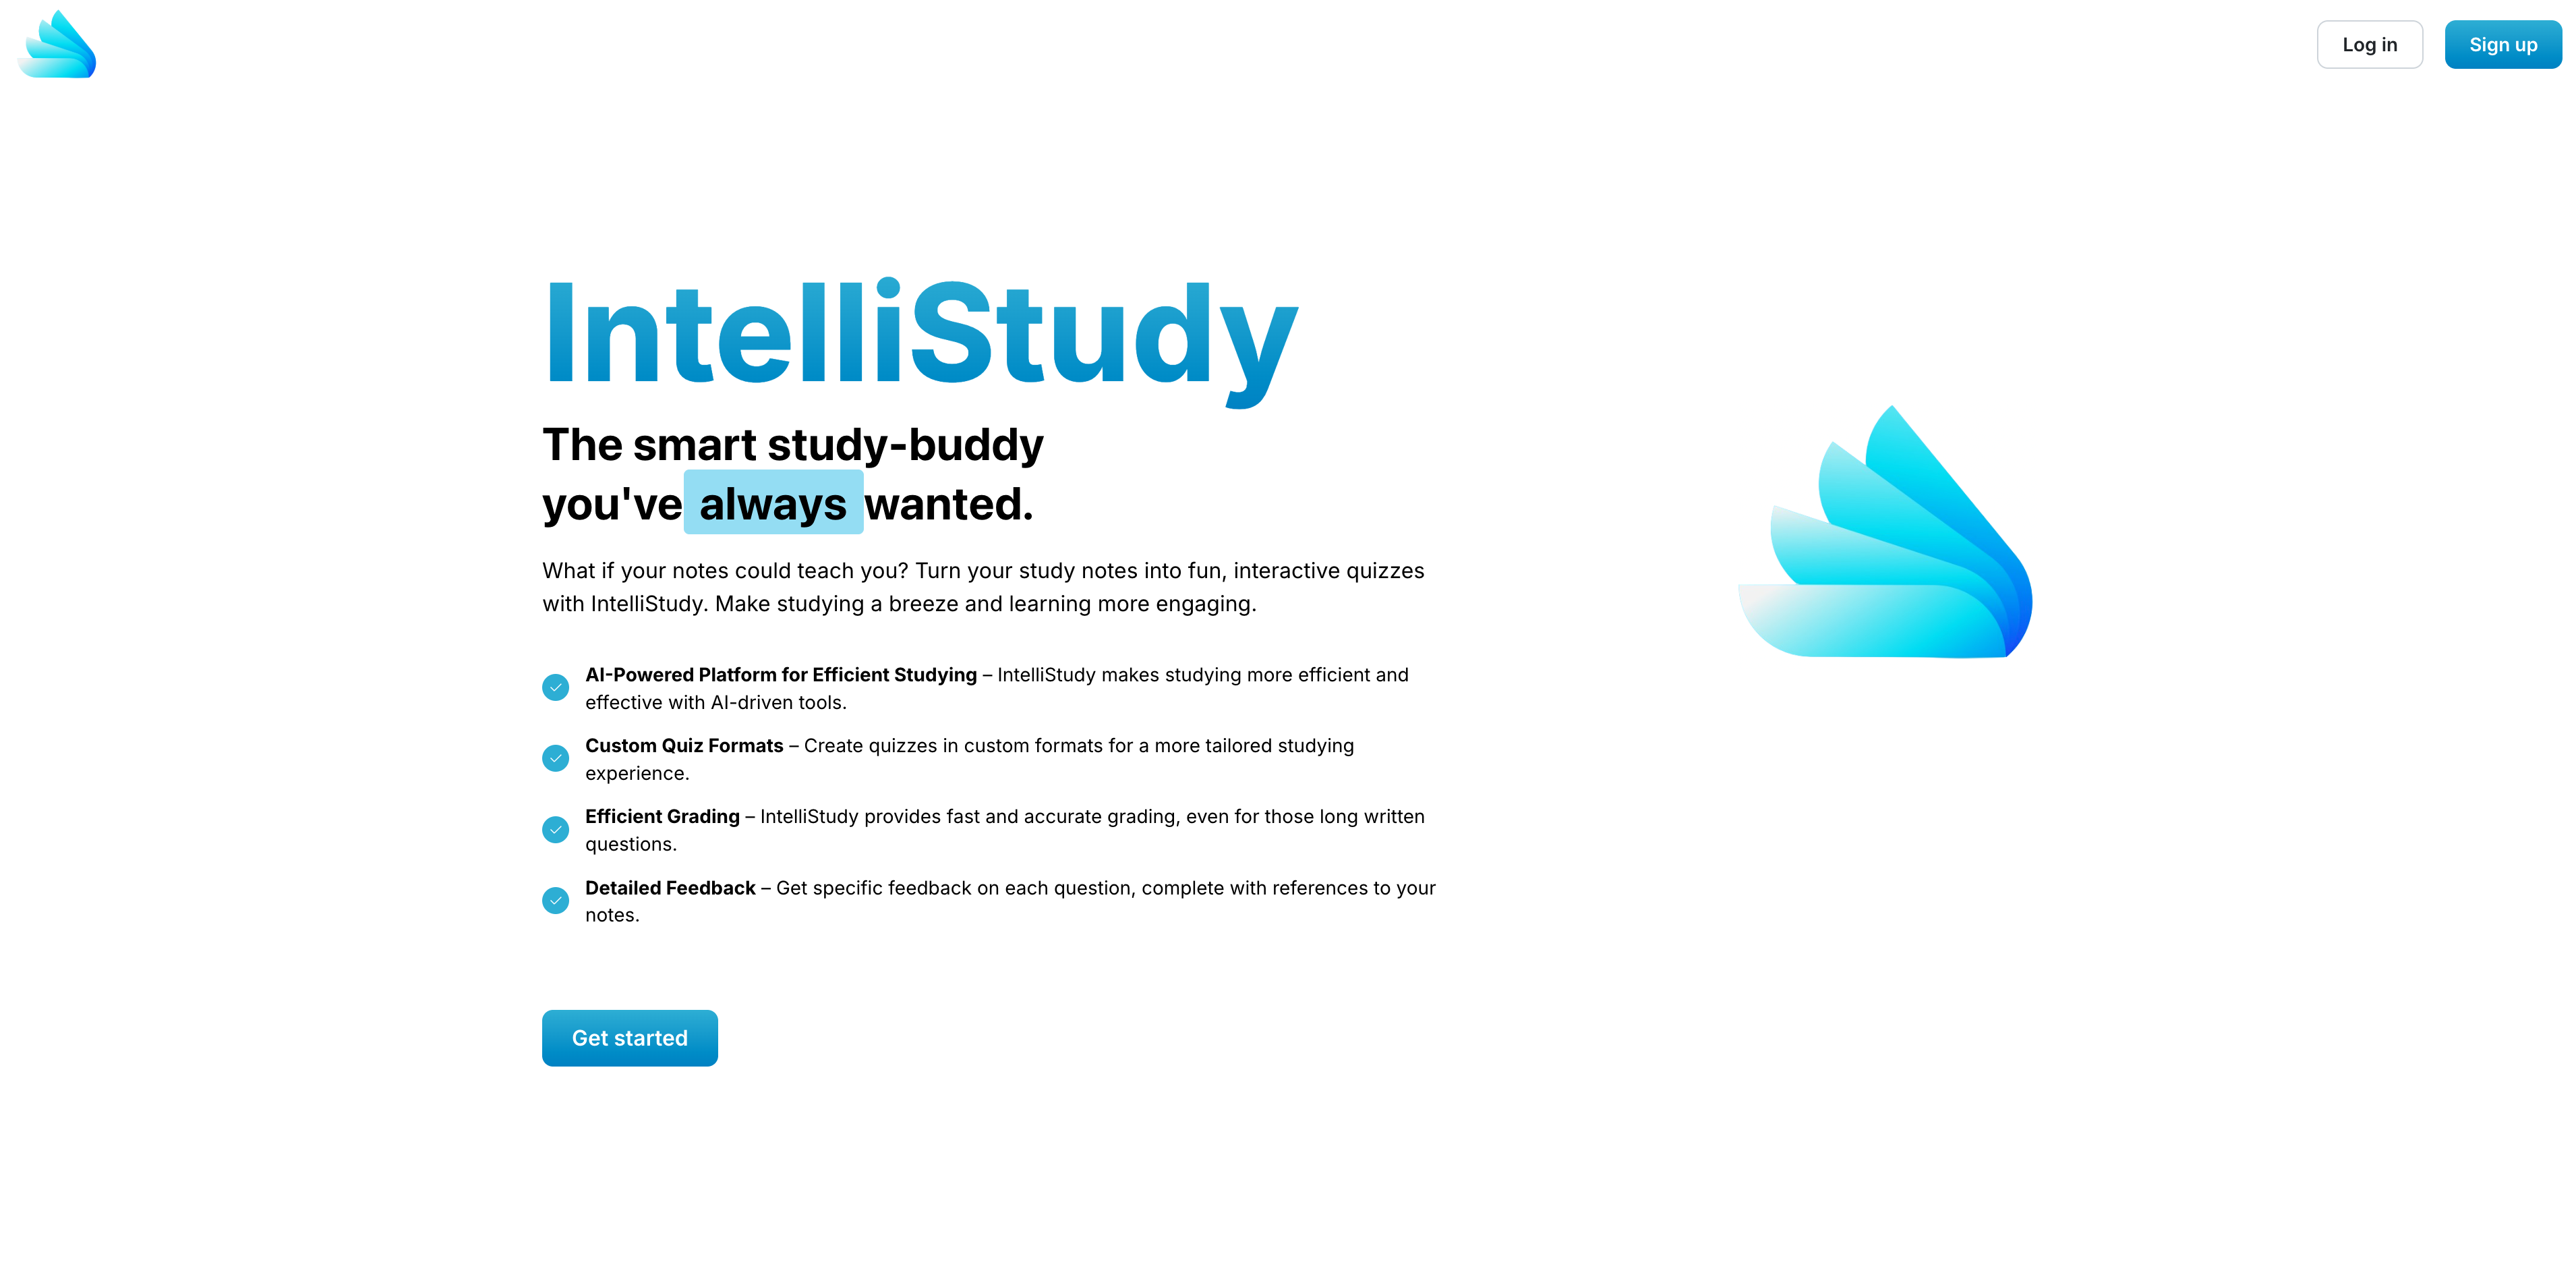 Log in
Sign up
IntelliStudy
The smart study-buddy
you've always wanted.
What if your notes could teach you? Turn your study notes into fun, interactive quizzes
with IntelliStudy. Make studying a breeze and learning more engaging.
AI-Powered Platform for Efficient Studying – IntelliStudy makes studying more efficient and
effective with AI-driven tools.
Custom Quiz Formats – Create quizzes in custom formats for a more tailored studying
experience.
Efficient Grading – IntelliStudy provides fast and accurate grading, even for those long written
questions.
Detailed Feedback – Get specific feedback on each question, complete with references to your
notes.
Get started